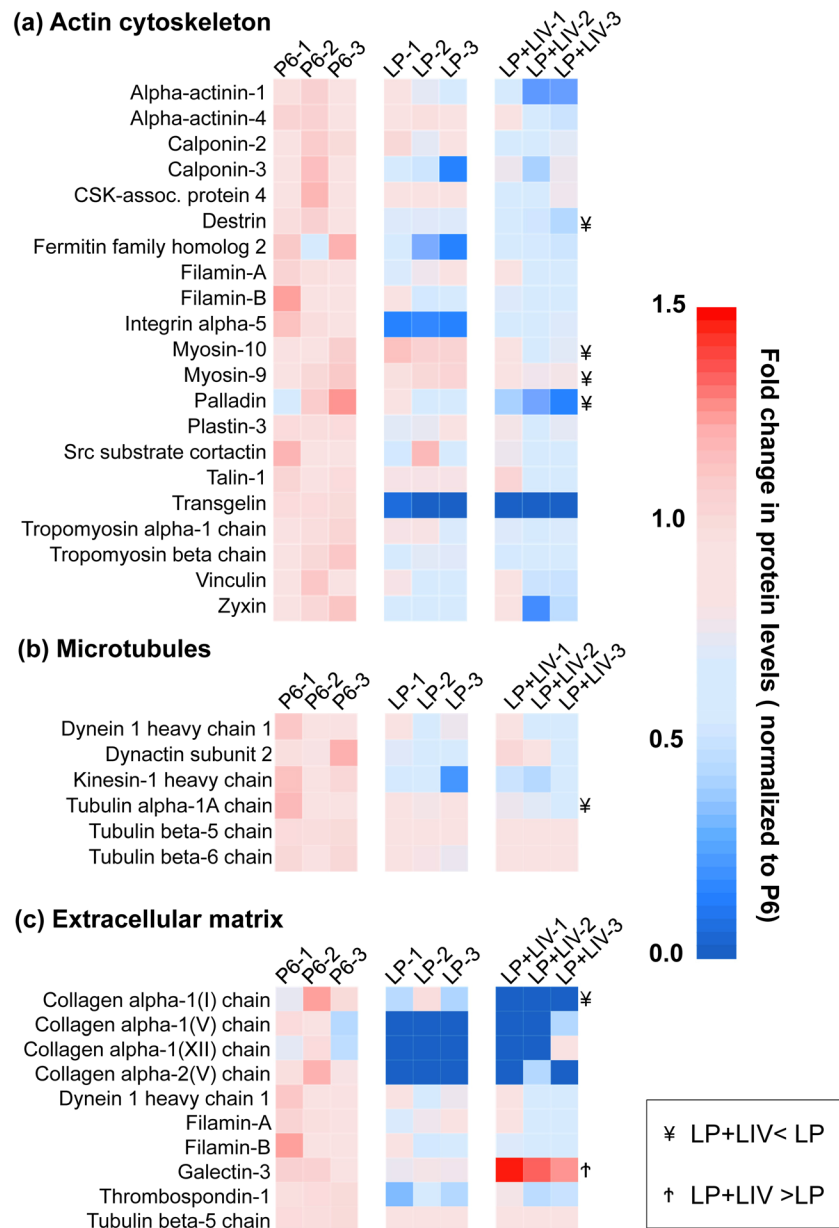 (a) Actin cytoskeleton
P6-1 P6-2 P6-3 LP-1 LP-2 LP-3 LP+LIV-1 LP+LIV-2 LP+LIV-3
Alpha-actinin-1
Alpha-actinin-4
Calponin-2
Calponin-3
CSK-assoc. protein 4
Destrin ¥
Fermitin family homolog 2
Filamin-A
Filamin-B
Integrin alpha-5
Myosin-10 ¥
Myosin-9 ¥
Palladin ¥
Plastin-3
Src substrate cortactin
Talin-1
Transgelin
Tropomyosin alpha-1 chain
Tropomyosin beta chain
Vinculin
Zyxin
(b) Microtubules
P6-1 P6-2 P6-3 LP-1 LP-2 LP-3 LP+LIV-1 LP+LIV-2 LP+LIV-3
Dynein 1 heavy chain 1
Dynactin subunit 2
Kinesin-1 heavy chain
Tubulin alpha-1A chain ¥
Tubulin beta-5 chain
Tubulin beta-6 chain
(c) Extracellular matrix
P6-1 P6-2 P6-3 LP-1 LP-2 LP-3 LP+LIV-1 LP+LIV-2 LP+LIV-3
Collagen alpha-1(I) chain ¥
Collagen alpha-1(V) chain
Collagen alpha-1(XII) chain
Collagen alpha-2(V) chain
Dynein 1 heavy chain 1
Filamin-A
Filamin-B
Galectin-3 ☨
Thrombospondin-1
Tubulin beta-5 chain
1.5
1.0
0.5
0.0
Fold change in protein levels ( normalized to P6)
¥ LP+LIV< LP
☨ LP+LIV >LP